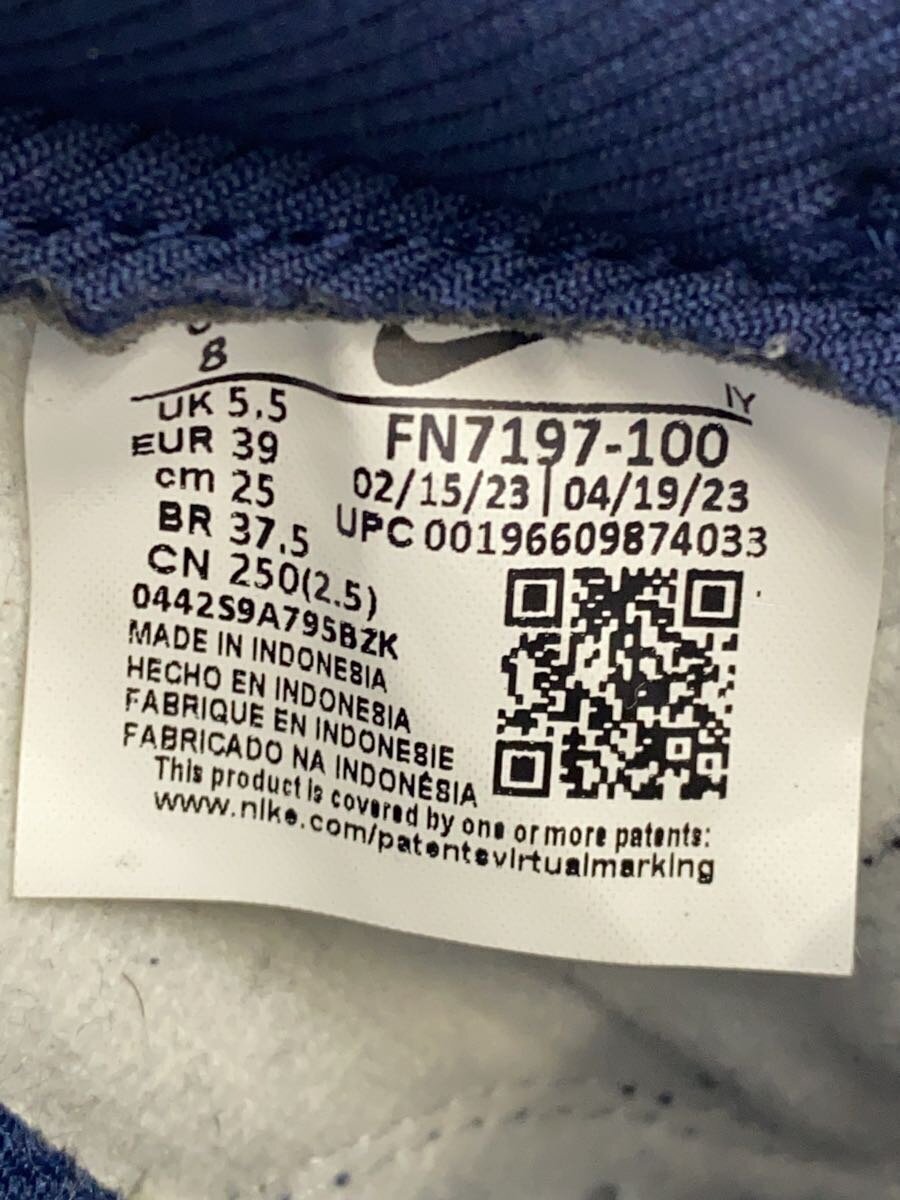 8
IY
UK 5.5
EUR 39
cm 25
BR 37.5
CN 250(2.5)
FN7197-100
02/15/23 | 04/19/23
UPC 00196609874033
0442S9A795BZK
MADE IN INDONESIA
HECHO EN INDONESIA
FABRIQUE EN INDONESIE
FABRICADO NA INDONÉSIA
This product is covered by one or more patents:
www.nike.com/patentsvirtualmarking